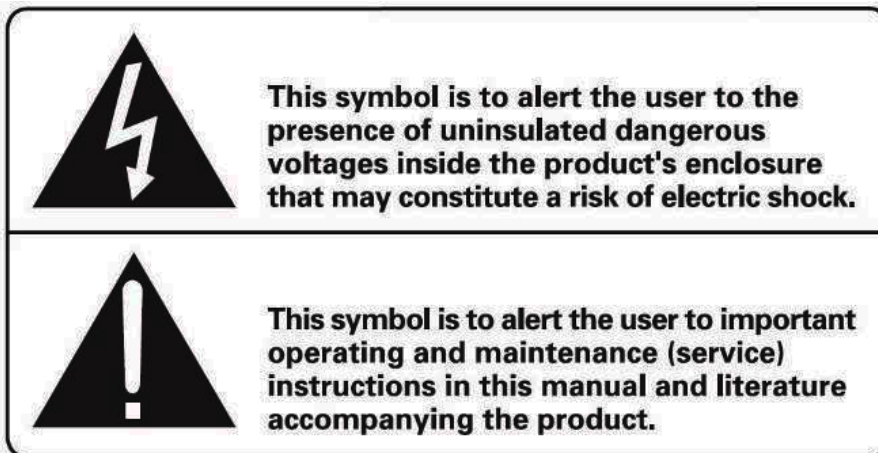 This symbol is to alert the user to the
presence of uninsulated dangerous
voltages inside the product's enclosure
that may constitute a risk of electric shock.
This symbol is to alert the user to important
operating and maintenance (service)
instructions in this manual and literature
accompanying the product.